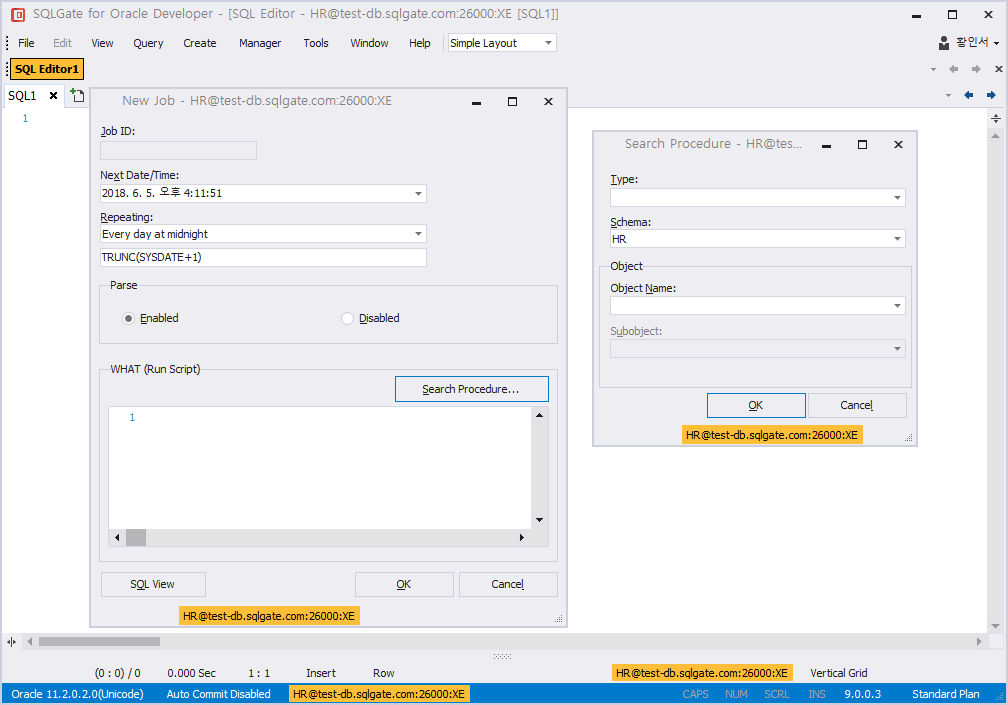 SQLGate for Oracle Developer - [SQL Editor - HR@test-db.sqlgate.com:26000:XE [SQL1]]
File Edit View Query Create Manager Tools Window Help Simple Layout 황인서
SQL Editor1
SQL1
1
New Job - HR@test-db.sqlgate.com:26000:XE
Job ID:
Next Date/Time:
2018. 6. 5. 오후 4:11:51
Repeating:
Every day at midnight
TRUNC(SYSDATE+1)
Parse
Enabled Disabled
WHAT (Run Script)
Search Procedure...
1
SQL View OK Cancel
HR@test-db.sqlgate.com:26000:XE
Search Procedure - HR@tes...
Type:
Schema:
HR
Object
Object Name:
Subobject:
OK Cancel
HR@test-db.sqlgate.com:26000:XE
(0 : 0) / 0 0.000 Sec 1 : 1 Insert Row HR@test-db.sqlgate.com:26000:XE Vertical Grid
Oracle 11.2.0.2.0(Unicode) Auto Commit Disabled HR@test-db.sqlgate.com:26000:XE CAPS NUM SCRL INS 9.0.0.3 Standard Plan